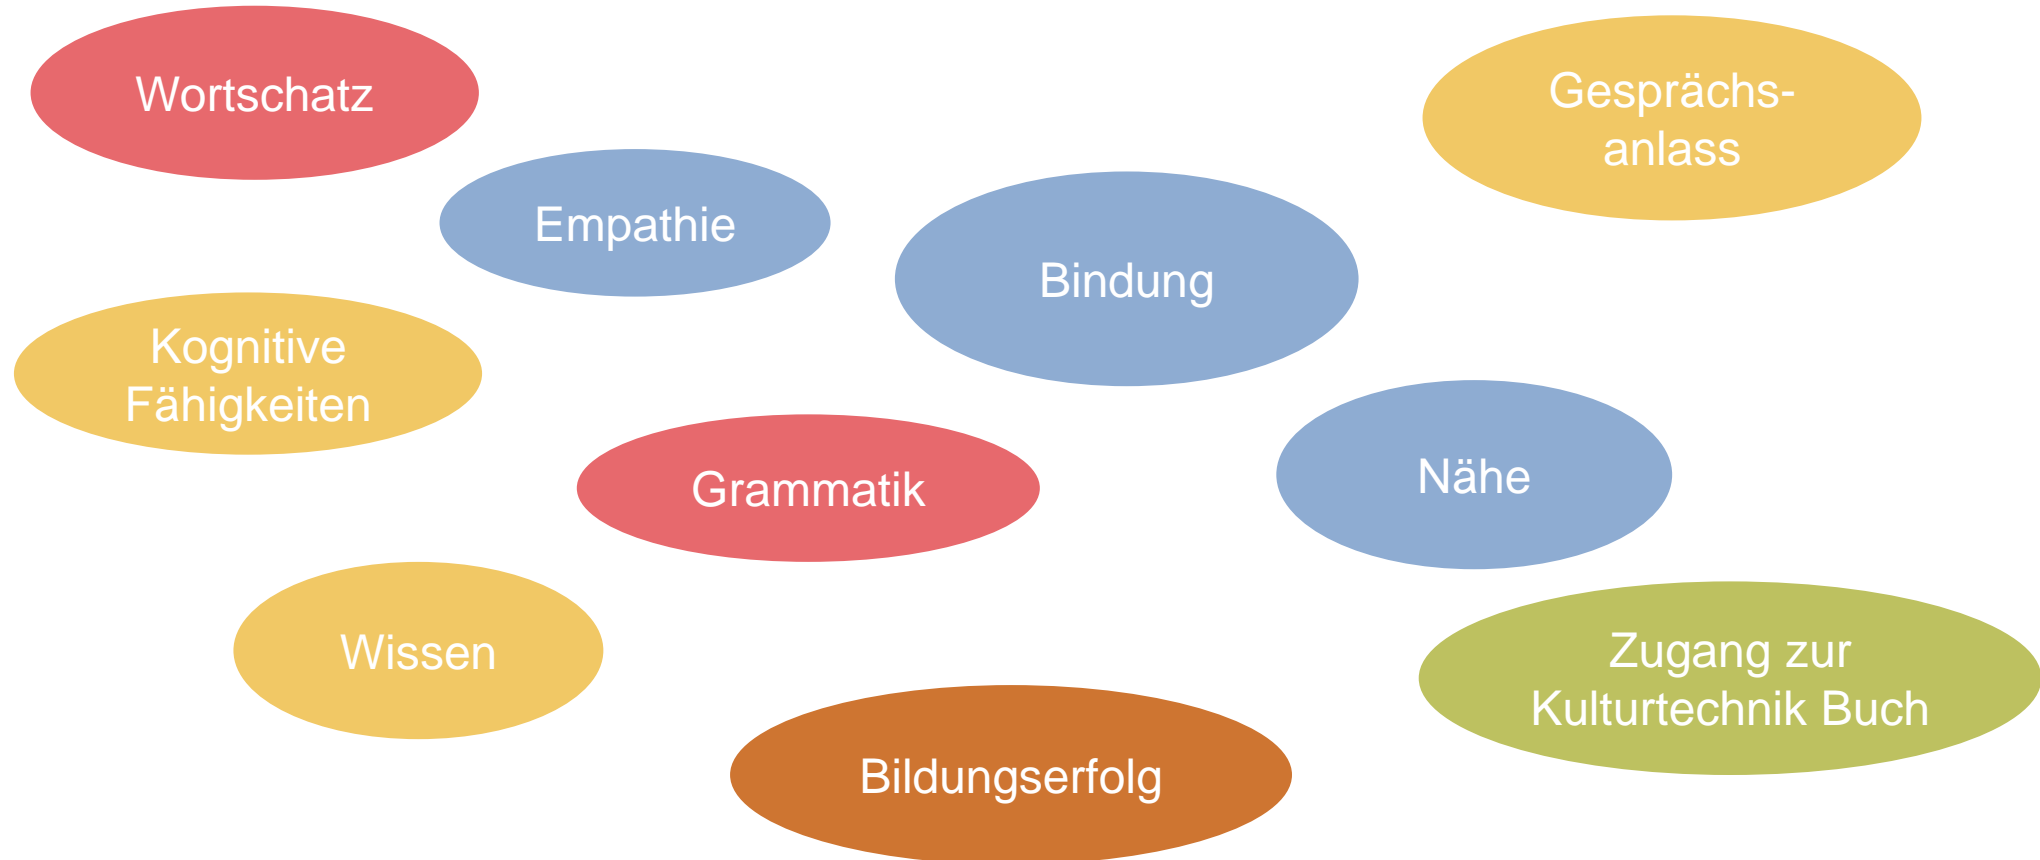 Wortschatz
Gesprächs-
anlass
Empathie
Bindung
Kognitive
Fähigkeiten
Grammatik
Nähe
Wissen
Zugang zur
Kulturtechnik Buch
Bildungserfolg